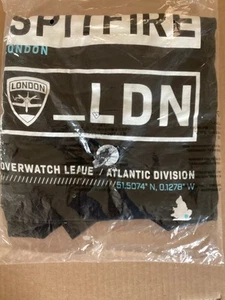 SPITFIRE
LONDON
LONDON
_LDN
OVERWATCH LEAGUE / ATLANTIC DIVISION
51.5074° N, 0.1278° W